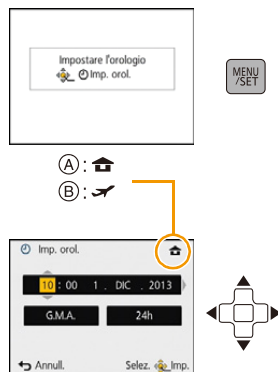 Impostare l'orologio
Imp. orol.
MENU
/SET
A :
B :
Imp. orol.
10 : 00 1 . DIC . 2013
G.M.A. 24h
Annull. Selez. Imp.